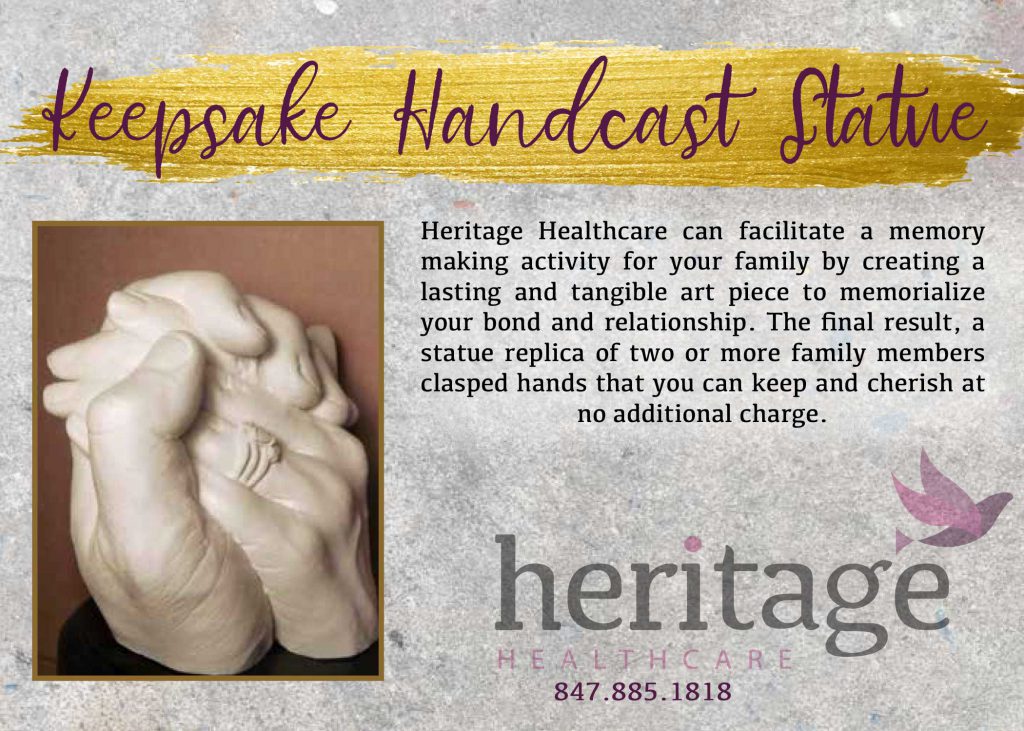 Keepsake Handcast Statue
Heritage Healthcare can facilitate a memory
making activity for your family by creating a
lasting and tangible art piece to memorialize
your bond and relationship. The final result, a
statue replica of two or more family members
clasped hands that you can keep and cherish at
no additional charge.
heritage
HEALTHCARE
847.885.1818